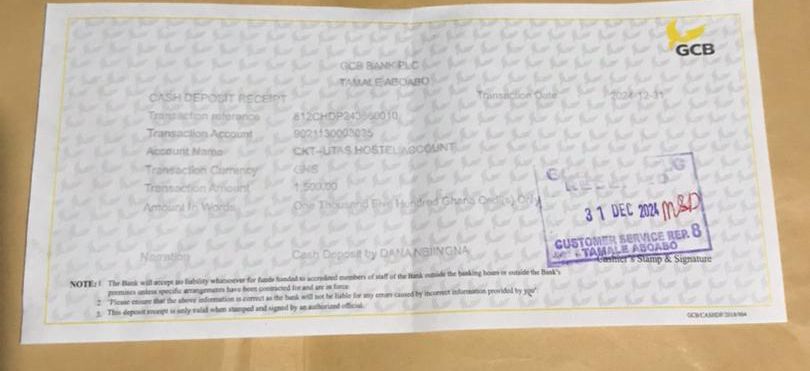 GCB
GCB BANK PLC
TAMALE ABOABO
CASH DEPOSIT RECEIPT Transaction Date 2024-12-31
Transaction reference 812CHDP243660010
Transaction Account 9021130003035
Account Name CKT-UTAS HOSTEL ACCOUNT
Transaction Currency GHS
Transaction Amount 1,500.00
Amount In Words One Thousand Five Hundred Ghana Cedi(s) Only
31 DEC 2024
CUSTOMER SERVICE REP. 8
TAMALE ABOABO
Narration Cash Deposit by DANA NBIINGNA
Cashier's Stamp & Signature
NOTE: 1 The Bank will accept no liability whatsoever for funds handed to accredited members of staff of the Bank outside the banking hours or outside the Bank's
premises unless specific arrangements have been contracted for and are in force
2. "Please ensure that the above information is correct as the bank will not be liable for any errors caused by incorrect information provided by you"
3. This deposit receipt is only valid when stamped and signed by an authorized official.